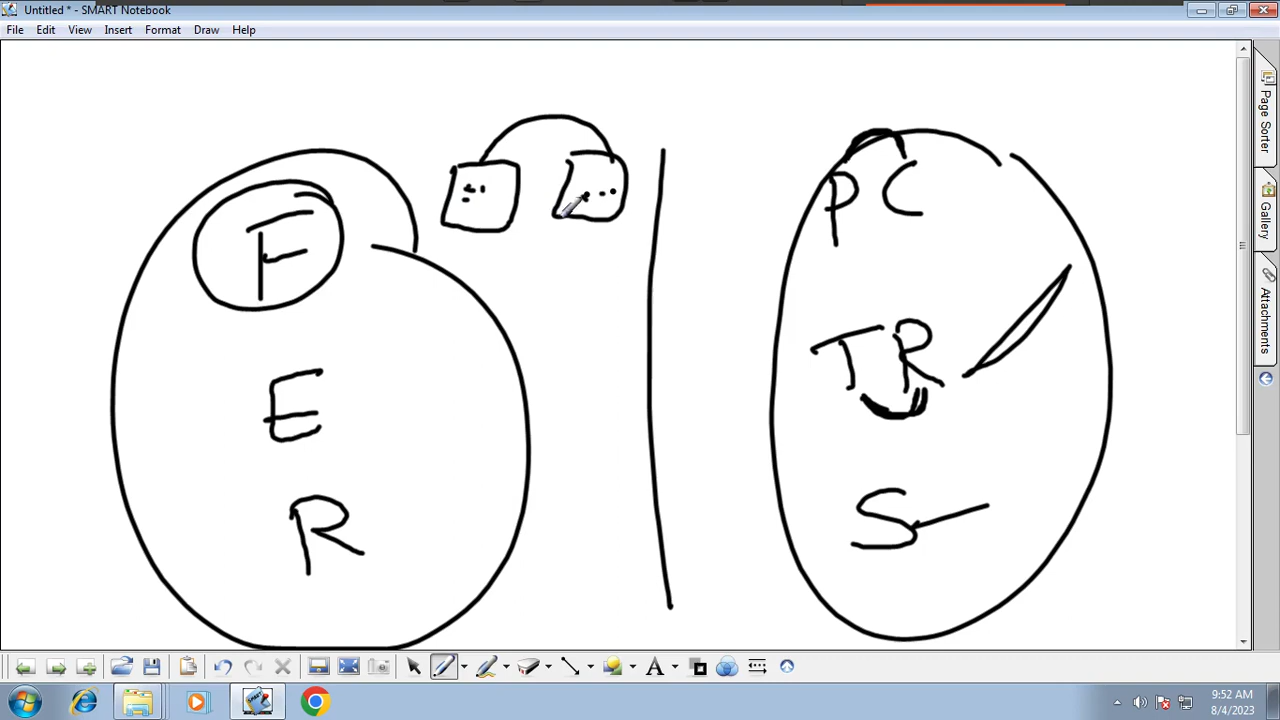 Untitled * - SMART Notebook
File Edit View Insert Format Draw Help
F
E
R
PC
TR
S
Page Sorter
Gallery
Attachments
A
9:52 AM
8/4/2023